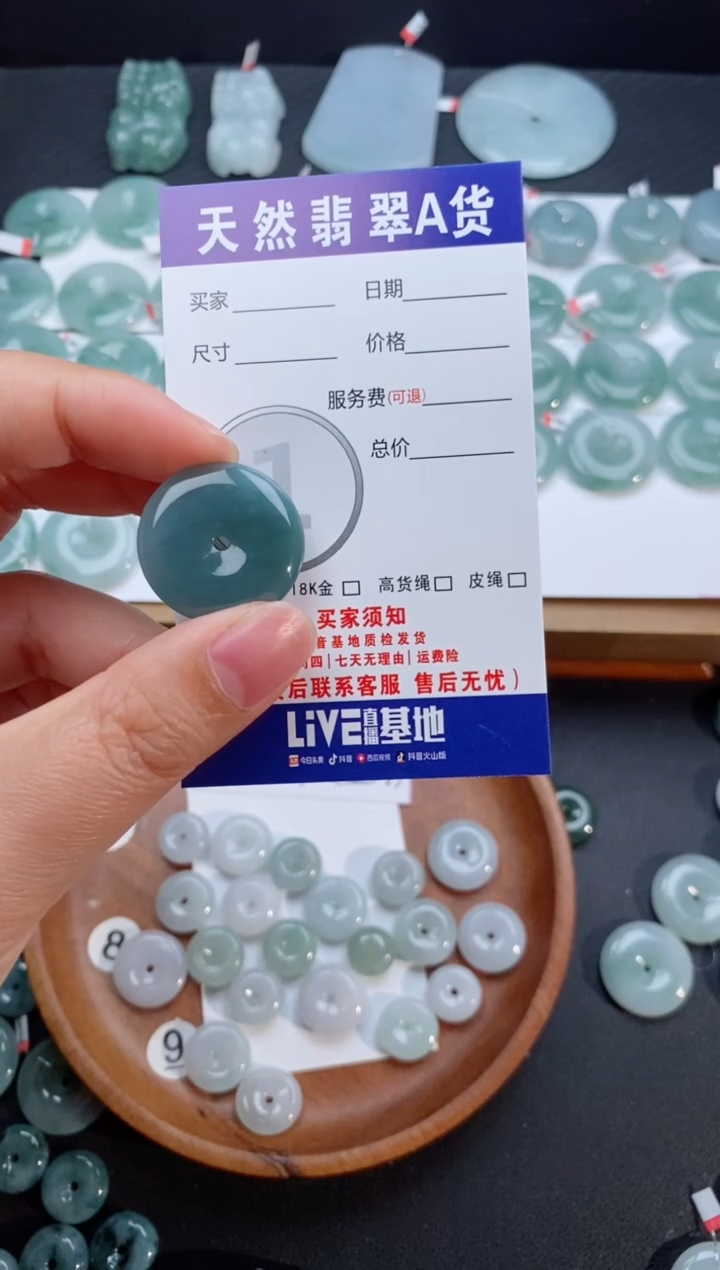 天然翡翠A货
买家 日期
尺寸 价格
服务费(可退)
总价
18K金 高货绳 皮绳
买家须知
音基地质检发货
四|七天无理由|运费险
后联系客服 售后无忧)
LiVE直播基地
今日头条 抖音 西瓜视频 抖音火山版
8
9